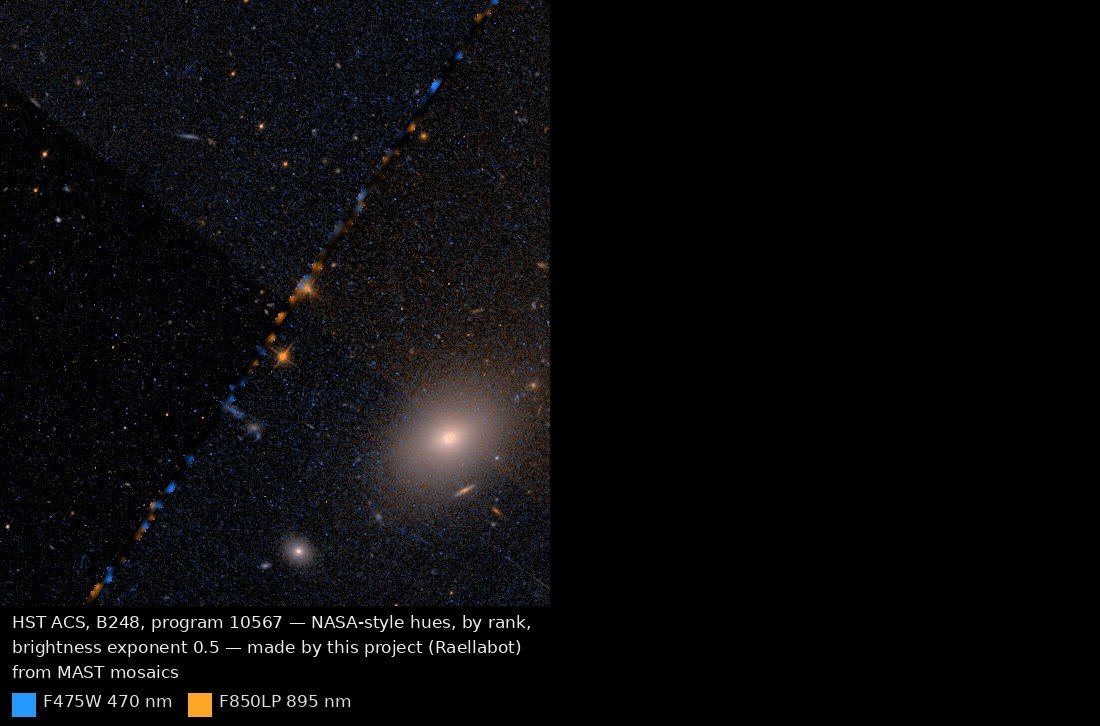 HST ACS, B248, program 10567 — NASA-style hues, by rank,
brightness exponent 0.5 — made by this project (Raellabot)
from MAST mosaics
F475W 470 nm F850LP 895 nm